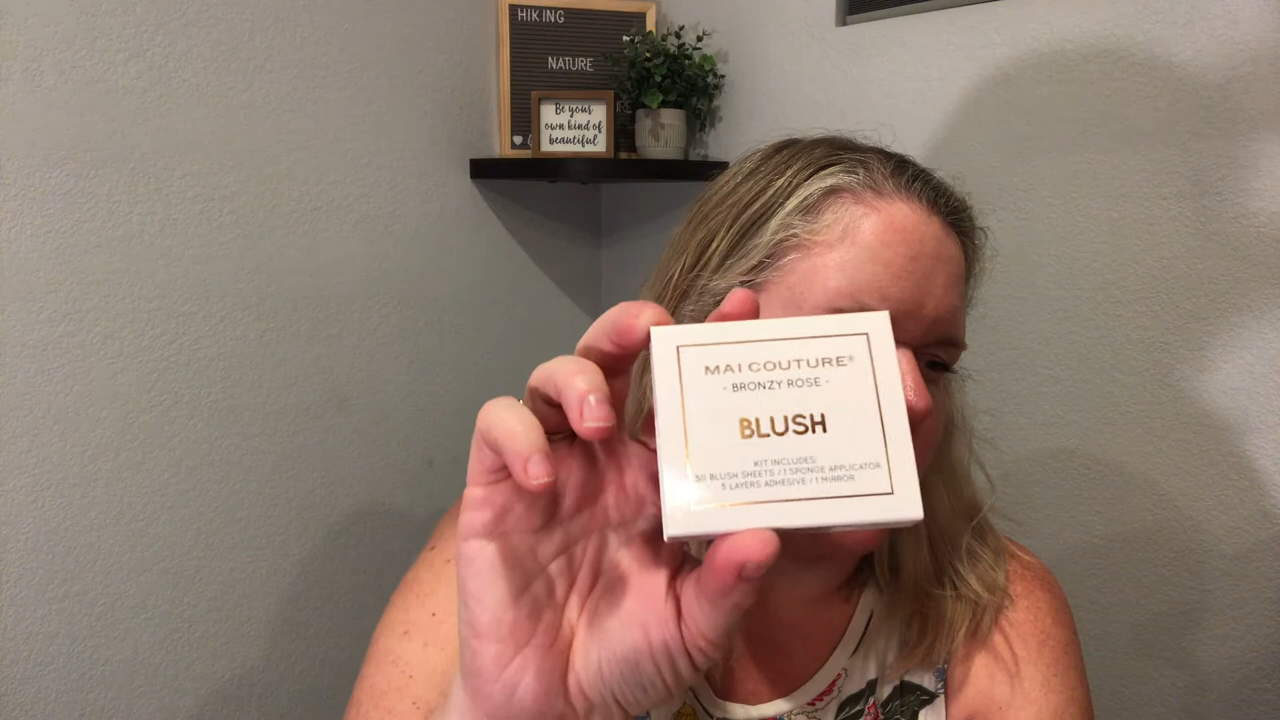 HIKING
NATURE
IRE
Be your
own kind of
beautiful
MAI COUTURE®
- BRONZY ROSE -
BLUSH
KIT INCLUDES:
50 BLUSH SHEETS / 1 SPONGE APPLICATOR
5 LAYERS ADHESIVE / 1 MIRROR